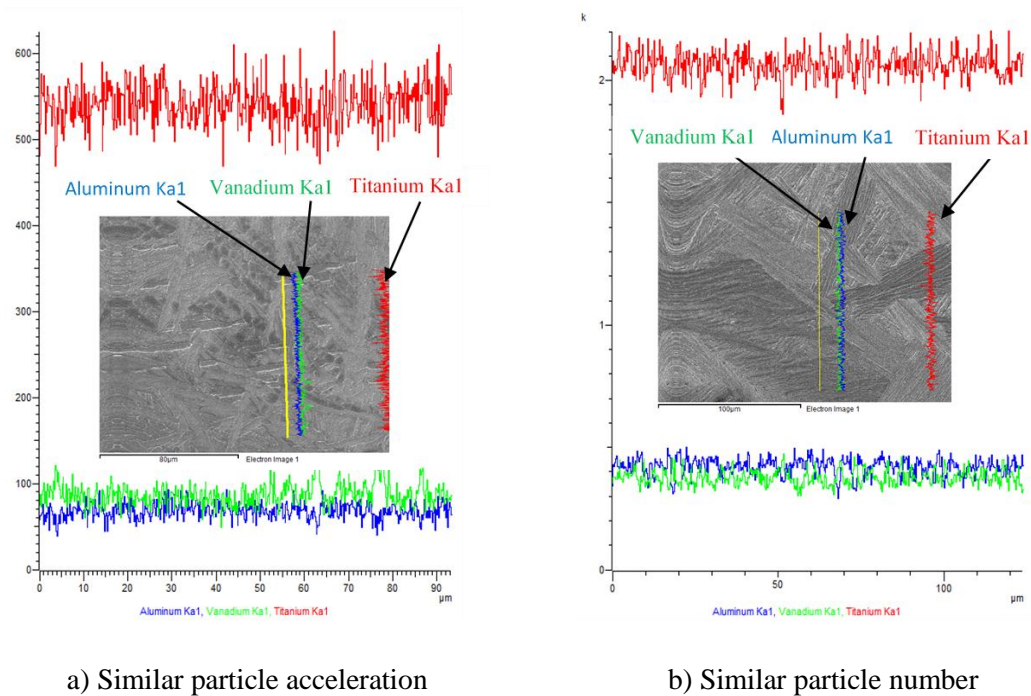 600
500
400
300
200
100
0
0 10 20 30 40 50 60 70 80 90
µm
Aluminum Ka1 Vanadium Ka1 Titanium Ka1
80µm Electron Image 1
Aluminum Ka1, Vanadium Ka1, Titanium Ka1
a) Similar particle acceleration
k
2
1
0
0 50 100
µm
Vanadium Ka1 Aluminum Ka1 Titanium Ka1
100µm Electron Image 1
Aluminum Ka1, Vanadium Ka1, Titanium Ka1
b) Similar particle number